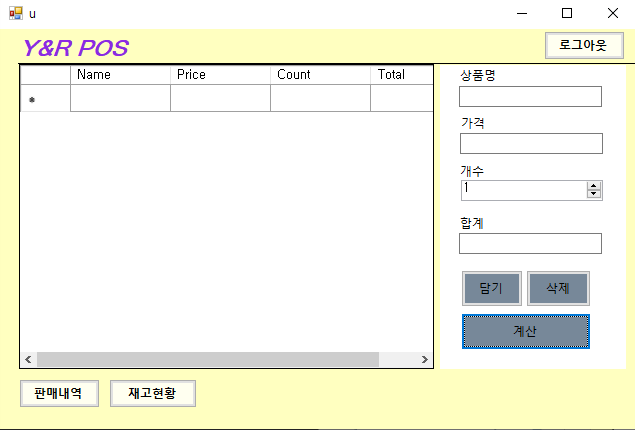 u
Y&R POS
로그아웃
Name Price Count Total
상품명
가격
개수
1
합계
담기 삭제
계산
판매내역 재고현황